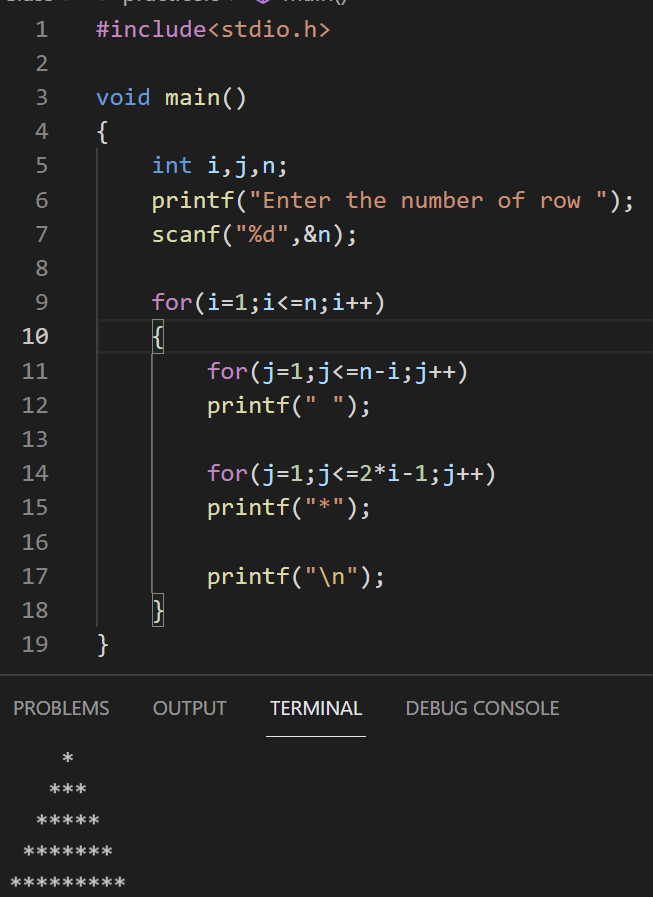 1 #include<stdio.h>
2
3 void main()
4 {
5     int i,j,n;
6     printf("Enter the number of row ");
7     scanf("%d",&n);
8
9     for(i=1;i<=n;i++)
10     {
11         for(j=1;j<=n-i;j++)
12         printf(" ");
13
14         for(j=1;j<=2*i-1;j++)
15         printf("*");
16
17         printf("\n");
18     }
19 }
PROBLEMS OUTPUT TERMINAL DEBUG CONSOLE
    *
   ***
  *****
 *******
*********